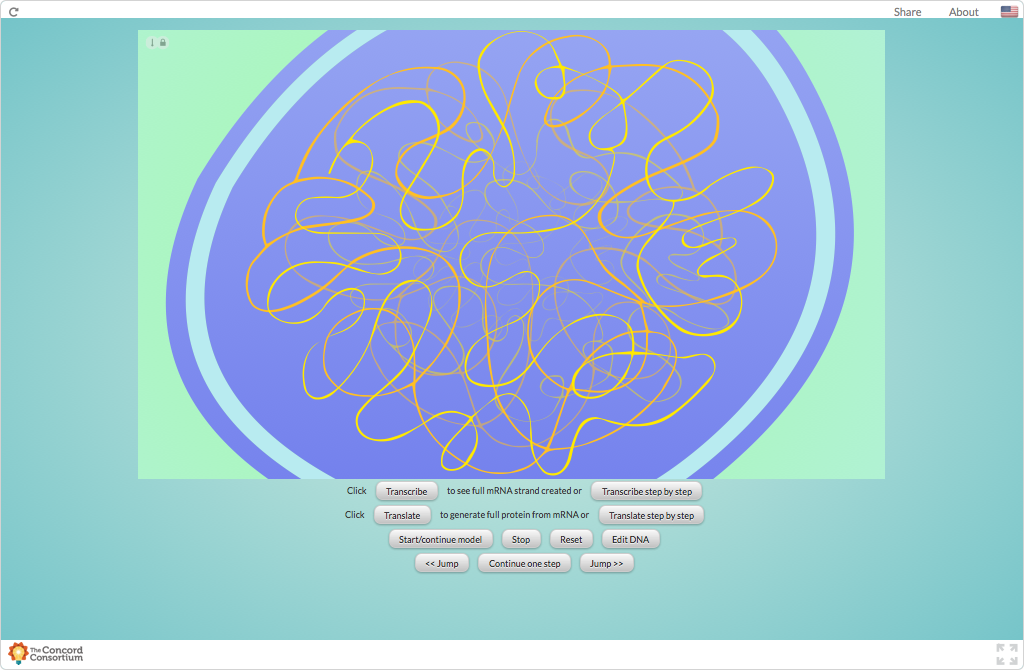 Share About
Click Transcribe to see full mRNA strand created or Transcribe step by step
Click Translate to generate full protein from mRNA or Translate step by step
Start/continue model Stop Reset Edit DNA
<< Jump Continue one step Jump >>
The Concord
Consortium